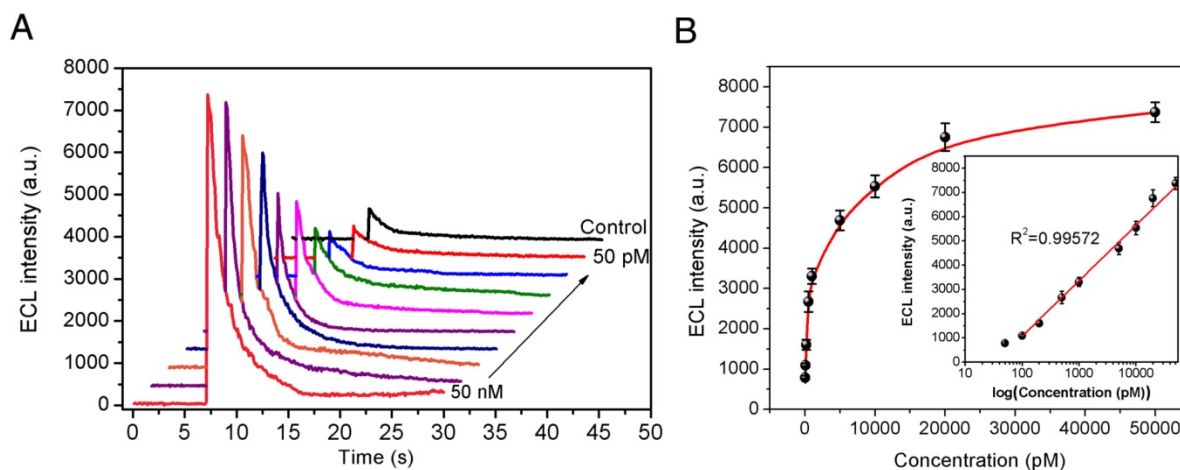 A
8000
7000
6000
5000
4000
3000
2000
1000
0
ECL intensity (a.u.)
0 5 10 15 20 25 30 35 40 45 50
Time (s)
Control
50 pM
50 nM
B
8000
7000
6000
5000
4000
3000
2000
1000
0
ECL intensity (a.u.)
0 10000 20000 30000 40000 50000
Concentration (pM)
8000
7000
6000
5000
4000
3000
2000
1000
0
ECL intensity (a.u.)
R²=0.99572
10 100 1000 10000
log(Concentration (pM))